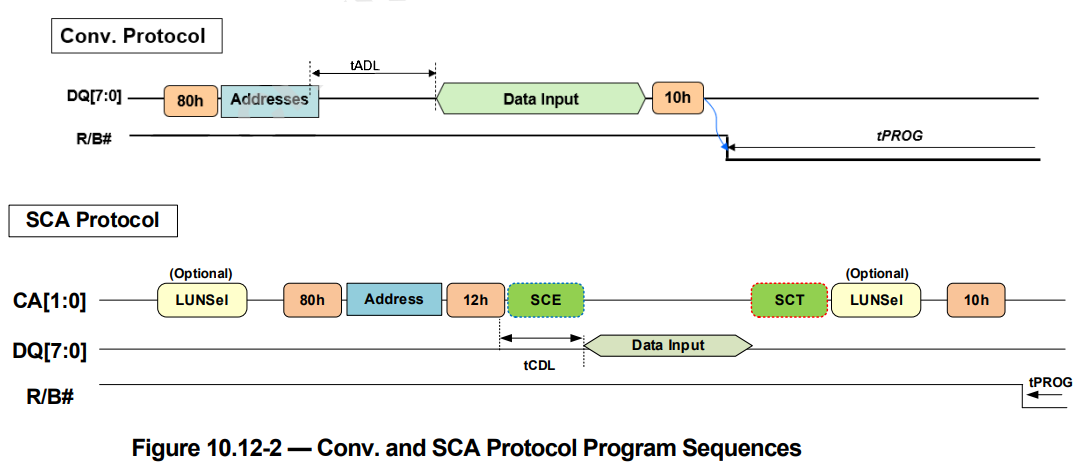 Conv. Protocol
tADL
DQ[7:0] 80h Addresses Data Input 10h
R/B# tPROG
SCA Protocol
(Optional) (Optional)
CA[1:0] LUNSel 80h Address 12h SCE SCT LUNSel 10h
DQ[7:0] Data Input
tCDL
R/B# tPROG
Figure 10.12-2 — Conv. and SCA Protocol Program Sequences